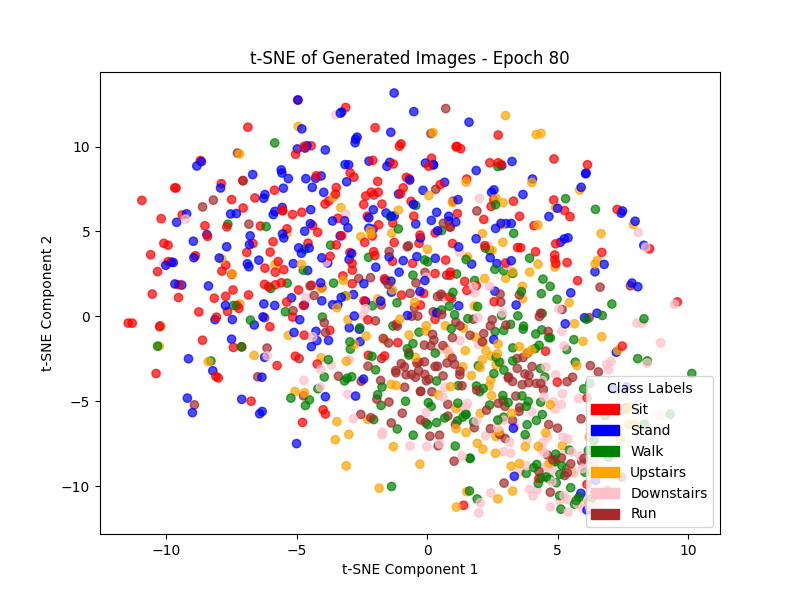 t-SNE of Generated Images - Epoch 80
t-SNE Component 2
10
5
0
−5
−10
−10
−5
0
5
10
t-SNE Component 1
Class Labels
Sit
Stand
Walk
Upstairs
Downstairs
Run